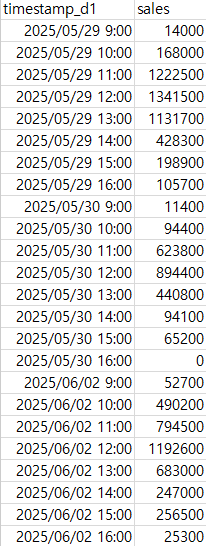 timestamp_d1 sales
2025/05/29 9:00 14000
2025/05/29 10:00 168000
2025/05/29 11:00 1222500
2025/05/29 12:00 1341500
2025/05/29 13:00 1131700
2025/05/29 14:00 428300
2025/05/29 15:00 198900
2025/05/29 16:00 105700
2025/05/30 9:00 11400
2025/05/30 10:00 94400
2025/05/30 11:00 623800
2025/05/30 12:00 894400
2025/05/30 13:00 440800
2025/05/30 14:00 94100
2025/05/30 15:00 65200
2025/05/30 16:00 0
2025/06/02 9:00 52700
2025/06/02 10:00 490200
2025/06/02 11:00 794500
2025/06/02 12:00 1192600
2025/06/02 13:00 683000
2025/06/02 14:00 247000
2025/06/02 15:00 256500
2025/06/02 16:00 25300